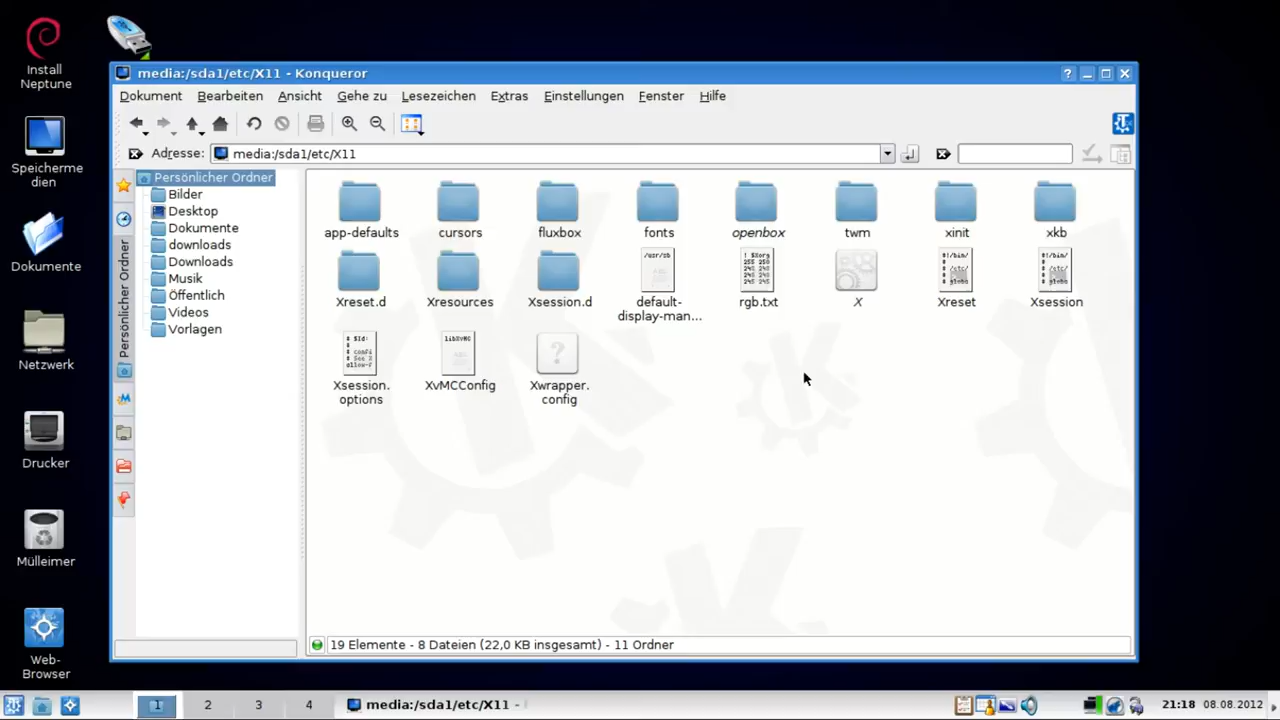 Install
Neptune
Speicherme
dien
Dokumente
Netzwerk
Drucker
Mülleimer
Web-
Browser
media:/sda1/etc/X11 - Konqueror
Dokument Bearbeiten Ansicht Gehe zu Lesezeichen Extras Einstellungen Fenster Hilfe
Adresse: media:/sda1/etc/X11
Persönlicher Ordner
Persönlicher Ordner
Bilder
Desktop
Dokumente
downloads
Downloads
Musik
Öffentlich
Videos
Vorlagen
app-defaults cursors fluxbox fonts openbox twm xinit xkb
Xreset.d Xresources Xsession.d default-
display-man... rgb.txt X Xreset Xsession
Xsession.
options XvMCConfig Xwrapper.
config
19 Elemente - 8 Dateien (22,0 KB insgesamt) - 11 Ordner
1 2 3 4 media:/sda1/etc/X11 - 21:18 08.08.2012